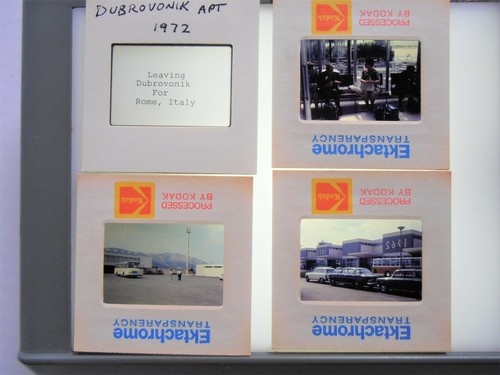 DUBROVONIK APT
1972
Leaving
Dubrovonik
For
Rome, Italy
Kodak
PROCESSED
BY KODAK
Ektachrome
TRANSPARENCY
Kodak
PROCESSED
BY KODAK
Ektachrome
TRANSPARENCY
Kodak
PROCESSED
BY KODAK
1962
Ektachrome
TRANSPARENCY